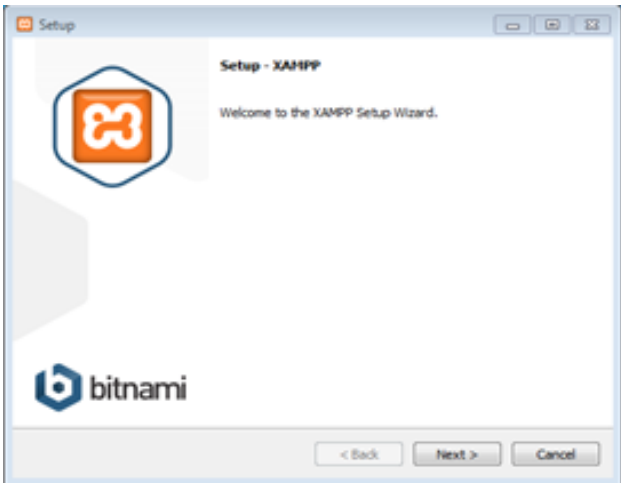 Setup
Setup - XAMPP
Welcome to the XAMPP Setup Wizard.
bitnami
< Back
Next >
Cancel